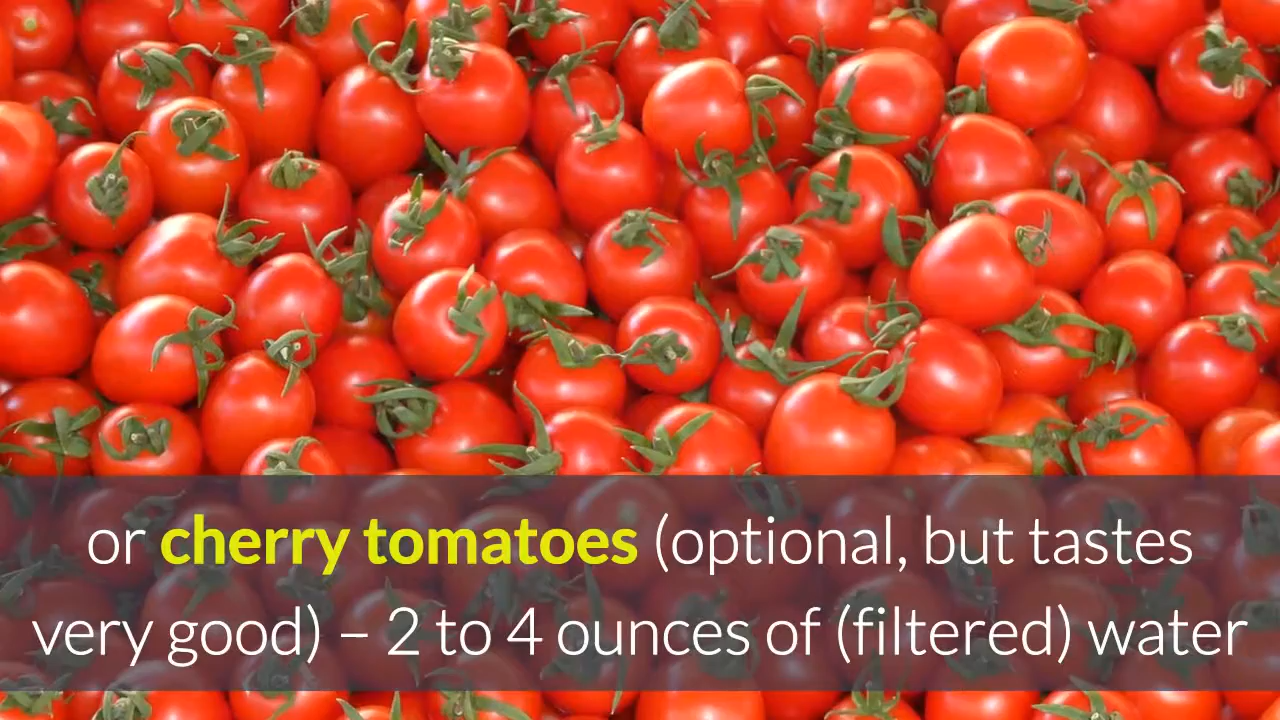 or cherry tomatoes (optional, but tastes
very good) – 2 to 4 ounces of (filtered) water